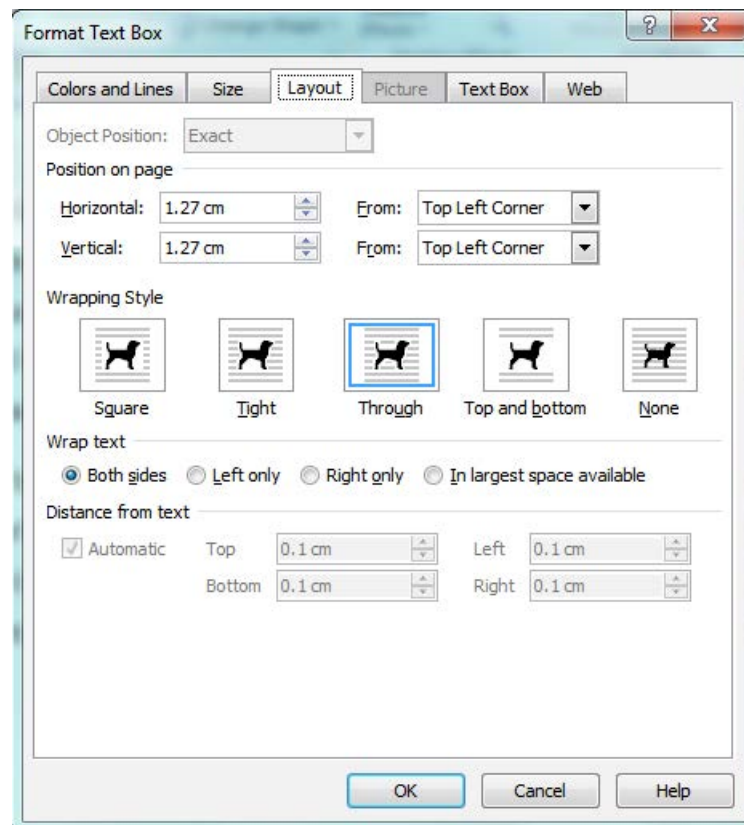 Format Text Box
Colors and Lines Size Layout Picture Text Box Web
Object Position: Exact
Position on page
Horizontal: 1.27 cm From: Top Left Corner
Vertical: 1.27 cm From: Top Left Corner
Wrapping Style
Square Tight Through Top and bottom None
Wrap text
Both sides Left only Right only In largest space available
Distance from text
Automatic Top 0.1 cm Left 0.1 cm
Bottom 0.1 cm Right 0.1 cm
OK Cancel Help